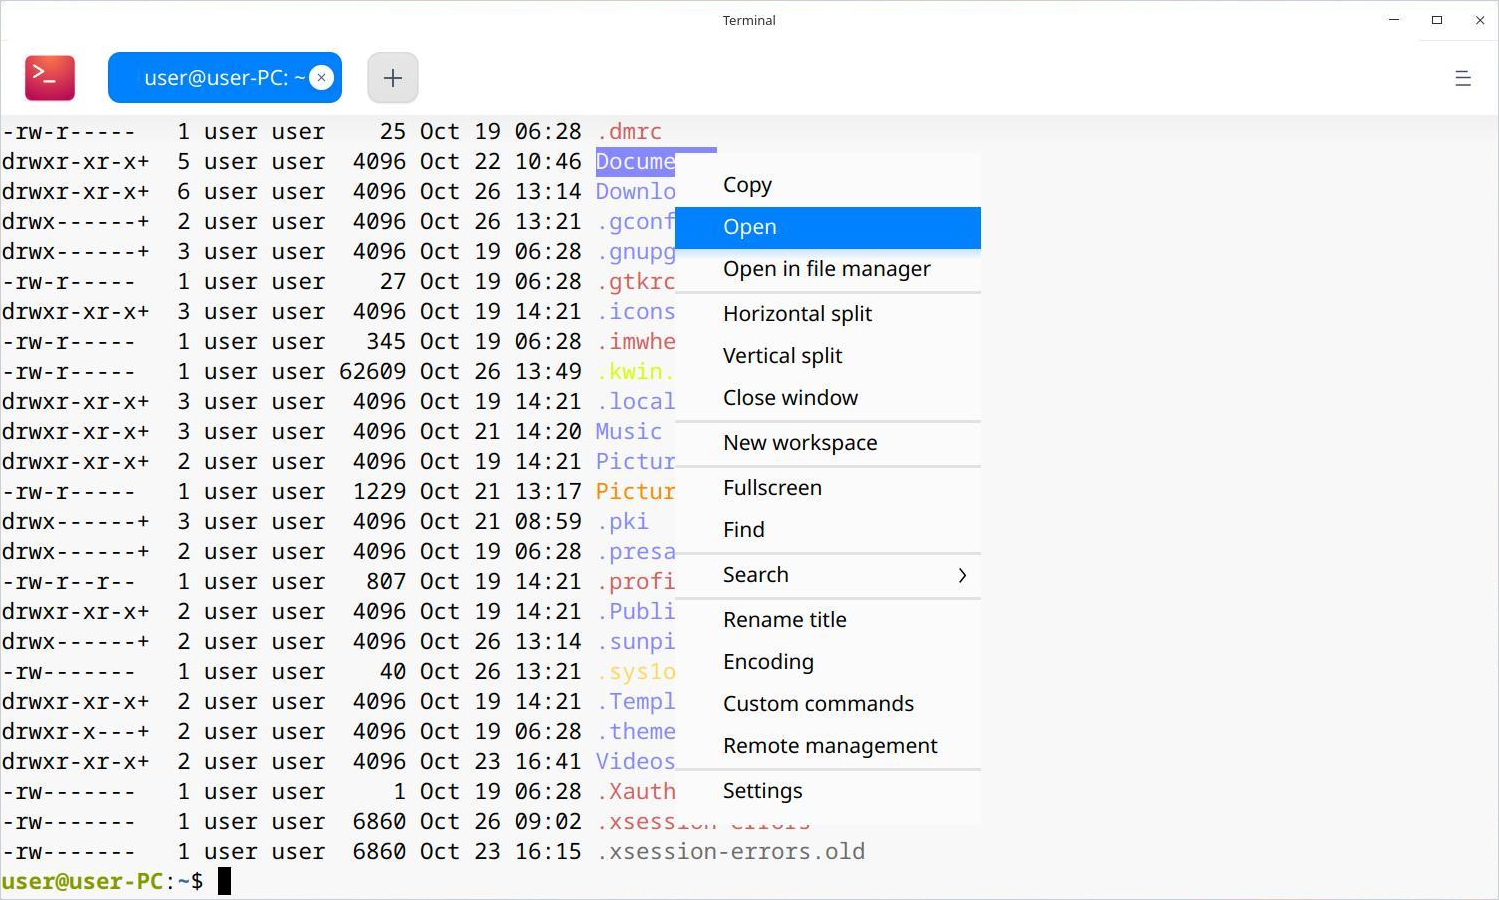 Terminal
user@user-PC: ~
-rw-r----- 1 user user 25 Oct 19 06:28 .dmrc
drwxr-xr-x+ 5 user user 4096 Oct 22 10:46 Docume
drwxr-xr-x+ 6 user user 4096 Oct 26 13:14 Downlo
drwx------+ 2 user user 4096 Oct 26 13:21 .gconf
drwx------+ 3 user user 4096 Oct 19 06:28 .gnupg
-rw-r----- 1 user user 27 Oct 19 06:28 .gtkrc
drwxr-xr-x+ 3 user user 4096 Oct 19 14:21 .icons
-rw-r----- 1 user user 345 Oct 19 06:28 .imwhe
-rw-r----- 1 user user 62609 Oct 26 13:49 .kwin.
drwxr-xr-x+ 3 user user 4096 Oct 19 14:21 .local
drwxr-xr-x+ 3 user user 4096 Oct 21 14:20 Music
drwxr-xr-x+ 2 user user 4096 Oct 19 14:21 Pictur
-rw-r----- 1 user user 1229 Oct 21 13:17 Pictur
drwx------+ 3 user user 4096 Oct 21 08:59 .pki
drwx------+ 2 user user 4096 Oct 19 06:28 .presa
-rw-r--r-- 1 user user 807 Oct 19 14:21 .profi
drwxr-xr-x+ 2 user user 4096 Oct 19 14:21 .Publi
drwx------+ 2 user user 4096 Oct 26 13:14 .sunpi
-rw------- 1 user user 40 Oct 26 13:21 .sys1o
drwxr-xr-x+ 2 user user 4096 Oct 19 14:21 .Templ
drwxr-x---+ 2 user user 4096 Oct 19 06:28 .theme
drwxr-xr-x+ 2 user user 4096 Oct 23 16:41 Videos
-rw------- 1 user user 1 Oct 19 06:28 .Xauth
-rw------- 1 user user 6860 Oct 26 09:02 .xsession-errors
-rw------- 1 user user 6860 Oct 23 16:15 .xsession-errors.old
user@user-PC:~$
Copy
Open
Open in file manager
Horizontal split
Vertical split
Close window
New workspace
Fullscreen
Find
Search
Rename title
Encoding
Custom commands
Remote management
Settings